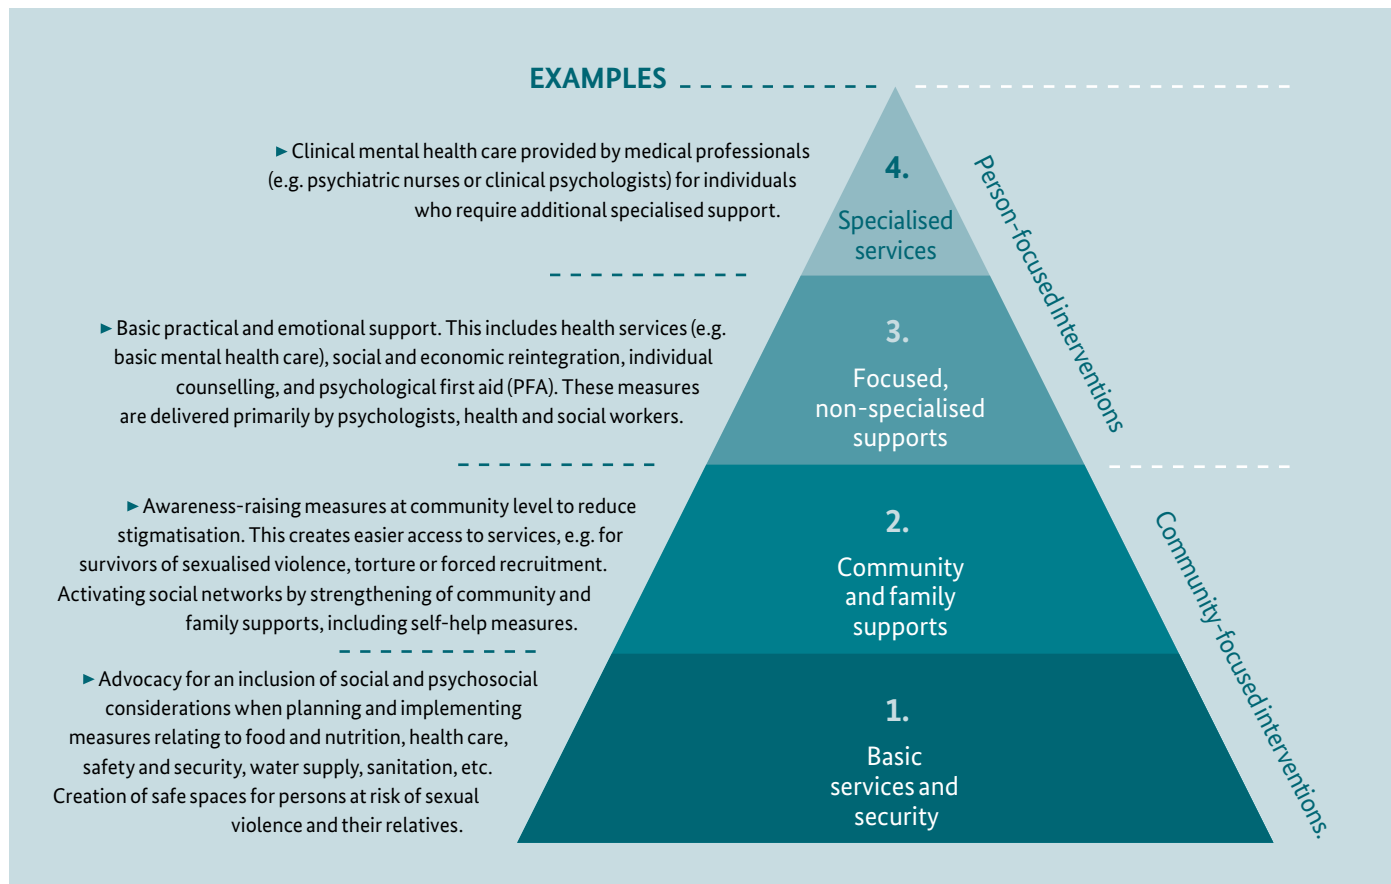 EXAMPLES
► Clinical mental health care provided by medical professionals
(e.g. psychiatric nurses or clinical psychologists) for individuals
who require additional specialised support.
4.
Specialised
services
Person-focused interventions
► Basic practical and emotional support. This includes health services (e.g.
basic mental health care), social and economic reintegration, individual
counselling, and psychological first aid (PFA). These measures
are delivered primarily by psychologists, health and social workers.
3.
Focused,
non-specialised
supports
► Awareness-raising measures at community level to reduce
stigmatisation. This creates easier access to services, e.g. for
survivors of sexualised violence, torture or forced recruitment.
Activating social networks by strengthening of community and
family supports, including self-help measures.
2.
Community
and family
supports
Community-focused interventions.
► Advocacy for an inclusion of social and psychosocial
considerations when planning and implementing
measures relating to food and nutrition, health care,
safety and security, water supply, sanitation, etc.
Creation of safe spaces for persons at risk of sexual
violence and their relatives.
1.
Basic
services and
security